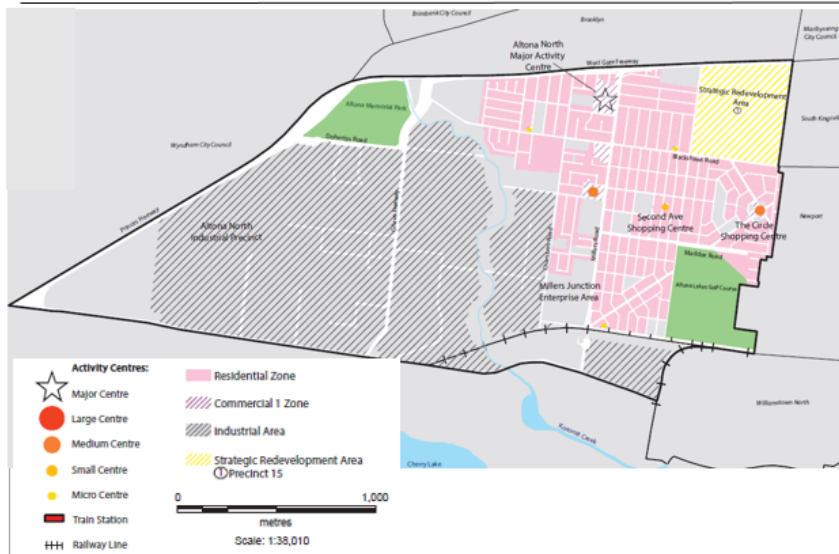 Brimbank City Council
Brooklyn
Maribyrnong
City Council
Altona North
Major Activity
Centre
West Gate Freeway
Strategic Redevelopment
Area
①
Altona Memorial Park
South Kingsville
Dohertys Road
Blackshaws Road
Wyndham City Council
Princes Freeway
Altona North
Industrial Precinct
Second Ave
Shopping Centre
The Circle
Shopping Centre
Newport
Chambers Road
Millers Road
Marfdox Road
Altona Lakes Golf Course
Millers Junction
Enterprise Area
Williamstown North
Kororoit Creek
Cherry Lake
Activity Centres:
Major Centre
Large Centre
Medium Centre
Small Centre
Micro Centre
Train Station
Railway Line
Residential Zone
Commercial 1 Zone
Industrial Area
Strategic Redevelopment Area
① Precinct 15
0 1,000
metres
Scale: 1:38,010